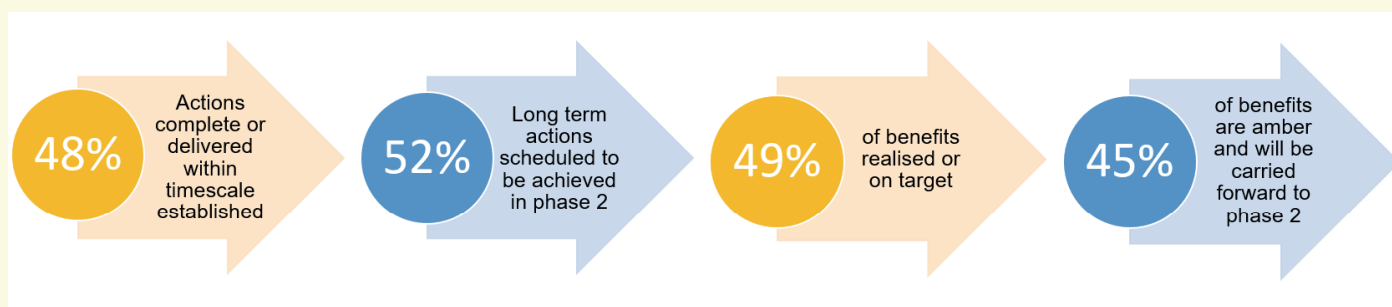 48%
Actions
complete or
delivered
within
timescale
established
52%
Long term
actions
scheduled to
be achieved
in phase 2
49%
of benefits
realised or
on target
45%
of benefits
are amber
and will be
carried
forward to
phase 2